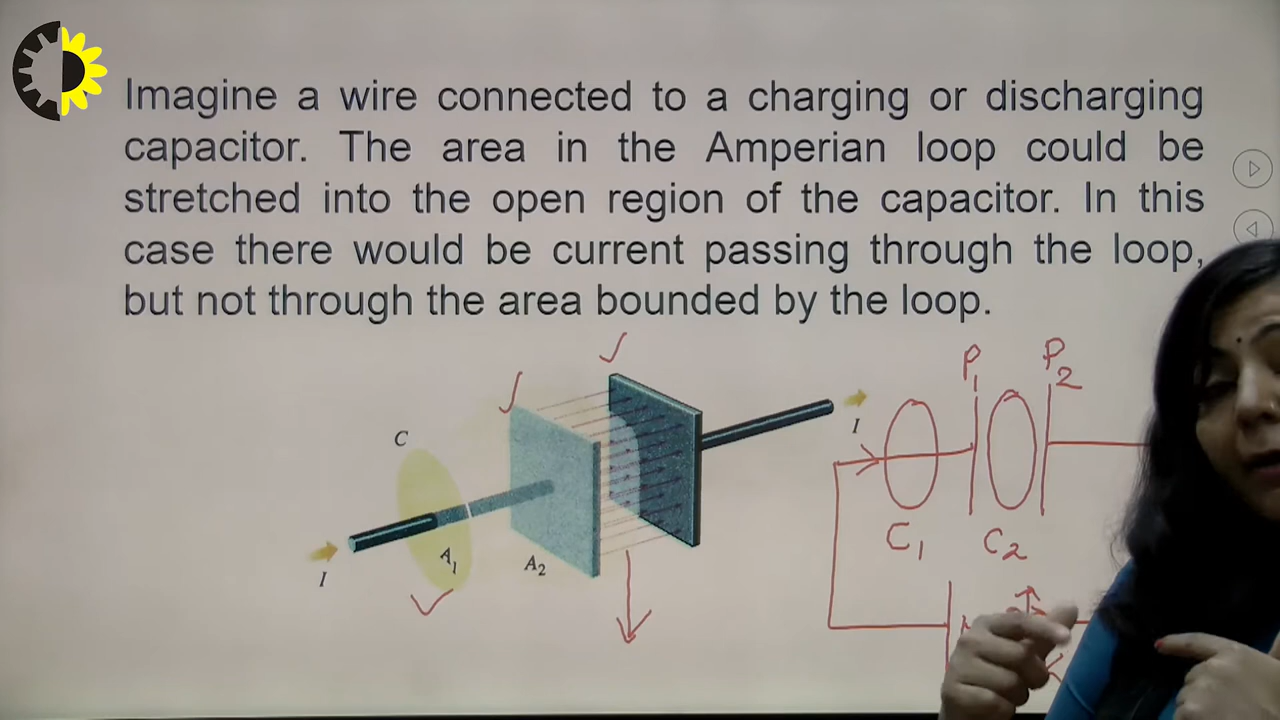 Imagine a wire connected to a charging or discharging
capacitor. The area in the Amperian loop could be
stretched into the open region of the capacitor. In this
case there would be current passing through the loop,
but not through the area bounded by the loop.
P1 P2
C
I
A1
A2
I
C1 C2